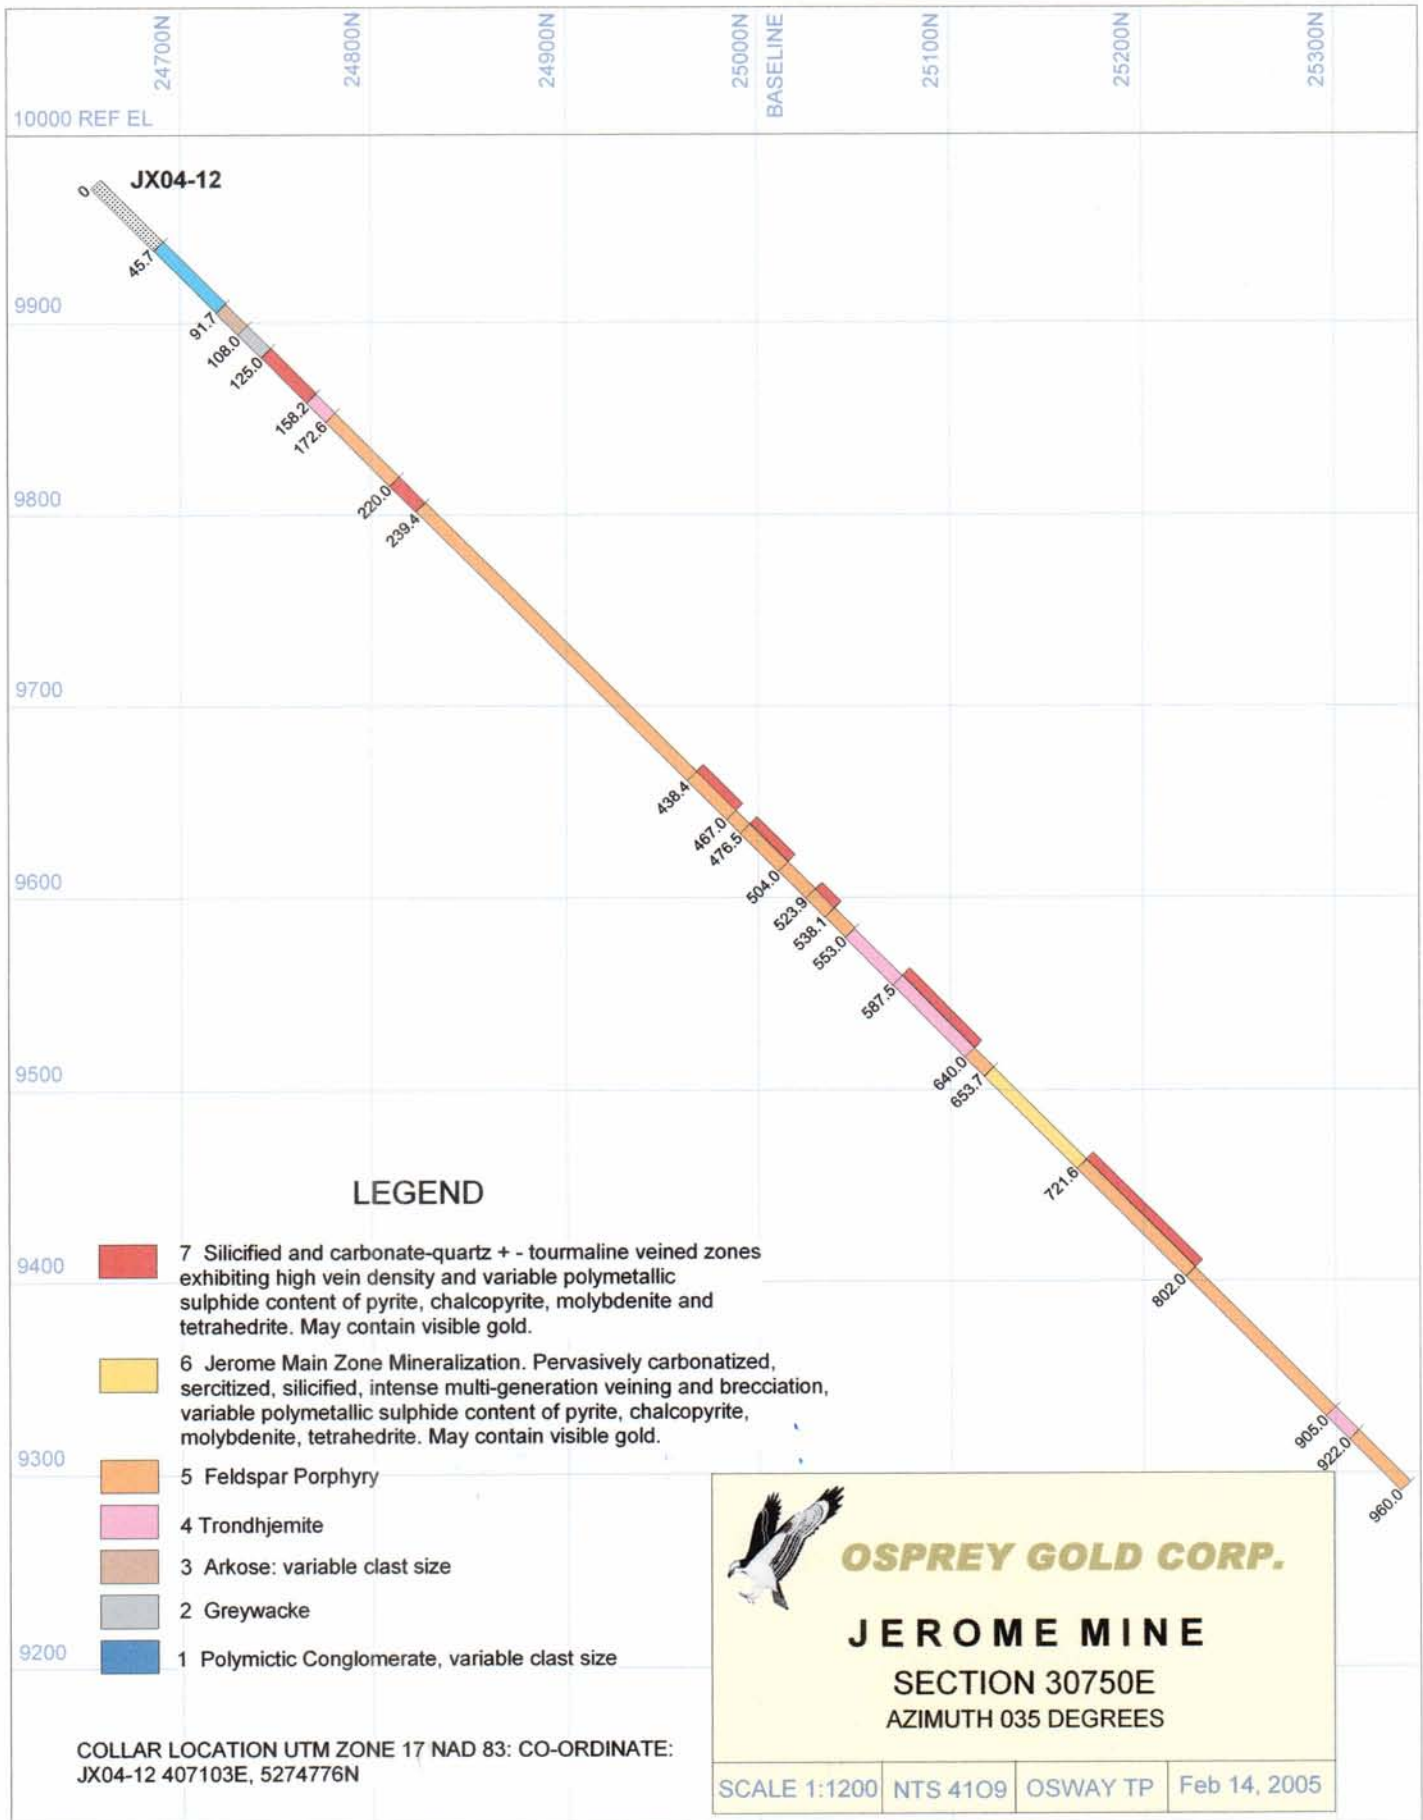 24700N
24800N
24900N
25000N
BASELINE
25100N
25200N
25300N
10000 REF EL
JX04-12
0
45.7
9900
91.7
108.0
125.0
158.2
172.6
9800
220.0
239.4
9700
438.4
467.0
476.5
9600
504.0
523.9
538.1
553.0
587.5
9500
640.0
653.7
721.6
9400
802.0
905.0
922.0
9300
960.0
9200
LEGEND
7 Silicified and carbonate-quartz + - tourmaline veined zones
exhibiting high vein density and variable polymetallic
sulphide content of pyrite, chalcopyrite, molybdenite and
tetrahedrite. May contain visible gold.
6 Jerome Main Zone Mineralization. Pervasively carbonatized,
sercitized, silicified, intense multi-generation veining and brecciation,
variable polymetallic sulphide content of pyrite, chalcopyrite,
molybdenite, tetrahedrite. May contain visible gold.
5 Feldspar Porphyry
4 Trondhjemite
3 Arkose: variable clast size
2 Greywacke
1 Polymictic Conglomerate, variable clast size
COLLAR LOCATION UTM ZONE 17 NAD 83: CO-ORDINATE:
JX04-12 407103E, 5274776N
OSPREY GOLD CORP.
JEROME MINE
SECTION 30750E
AZIMUTH 035 DEGREES
SCALE 1:1200
NTS 41O9
OSWAY TP
Feb 14, 2005